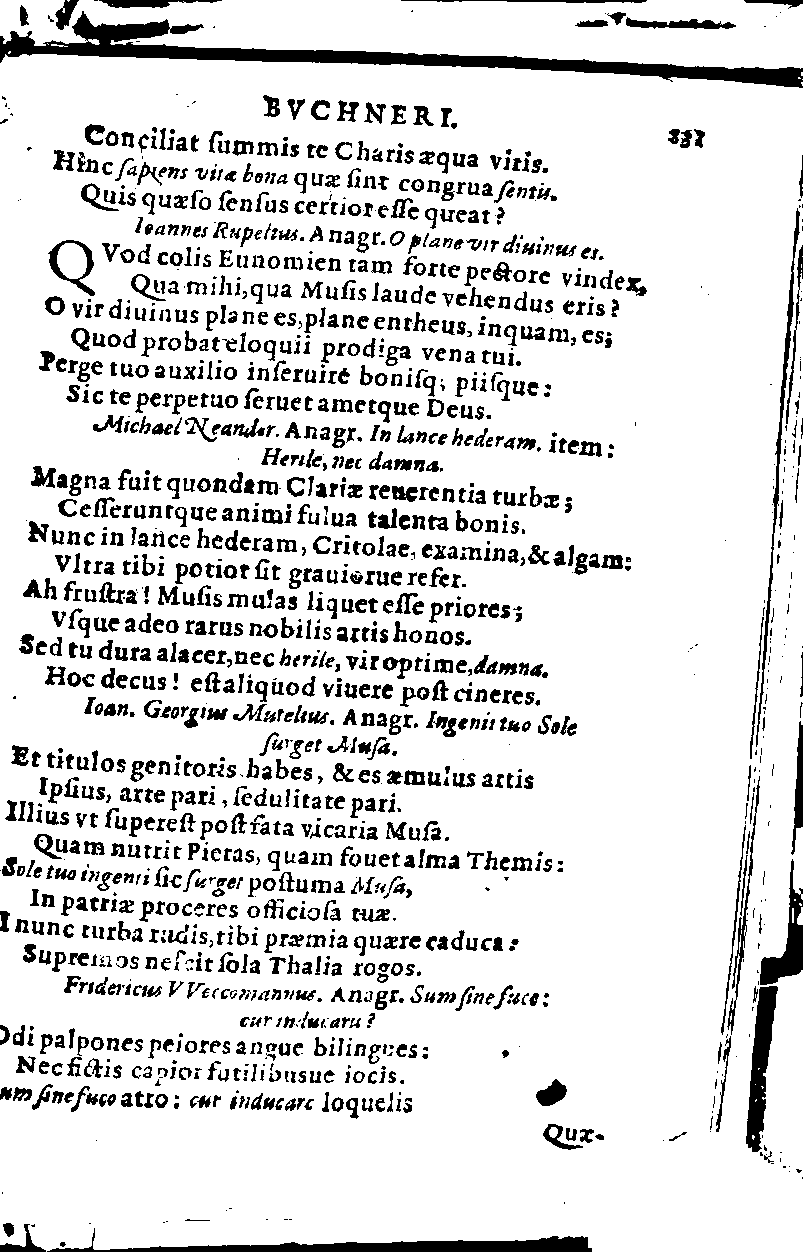 BVCHNERI. 831
Conciliat ſummis te Charis æqua viris.
Hinc ſapiens vitæ bona quæ ſint congrua ſentis.
Quis quæſo ſenſus certior eſſe queat?
Ioannes Rupelius. Anagr. O plane vir diuinus es.
QVod colis Eunomien tam forte pectore vindex,
Qua mihi, qua Muſis laude vehendus eris?
O vir diuinus plane es, plane entheus, inquam, es;
Quod probat eloquii prodiga vena tui.
Perge tuo auxilio inſeruire boniſq; piiſque:
Sic te perpetuo ſeruet ametque Deus.
Michael Neander. Anagr. In lance hederam. item:
Herile, nec damna.
Magna fuit quondam Clariæ reuerentia turbæ;
Ceſſeruntque animi fulua talenta bonis.
Nunc in lance hederam, Critolae, examina, & algam:
Vltra tibi potior ſit grauiorue refer.
Ah fruſtra! Muſis mulas liquet eſſe priores;
Vſque adeo rarus nobilis artis honos.
Sed tu dura alacer, nec herile, vir optime, damna.
Hoc decus! eſt aliquod viuere poſt cineres.
Ioan. Georgius Mutelius. Anagr. Ingenii tuo Sole
ſurget Muſa.
Et titulos genitoris habes, & es æmulus artis
Ipſius, arte pari, ſedulitate pari.
Illius vt ſupereſt poſt fata vicaria Muſa.
Quam nutrit Pietas, quam fouet alma Themis:
Sole tuo ingenii ſic ſurget poſtuma Muſa,
In patriæ proceres officioſa tuæ.
I nunc turba rudis, tibi præmia quære caduca:
Supremos neſcit ſola Thalia rogos.
Fridericus VVeccomannus. Anagr. Sum ſine fuco:
cur inducaru?
Odi palpones peiores angue bilingues:
Nec fictis capior futilibusue iocis.
um ſine fuco atro: cur inducare loquelis
Quæ-